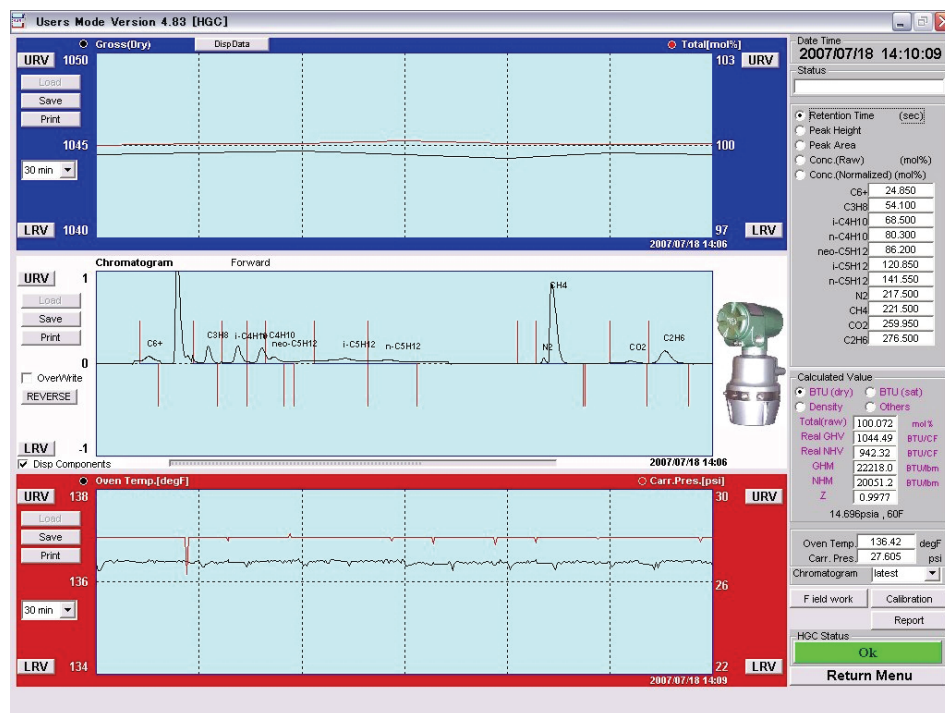 Users Mode Version 4.83 [HGC]
Gross(Dry) DispData Total[mol%]
URV 1050 103 URV
Load
Save
Print
1045 100
30 min
LRV 1040 97 LRV
2007/07/18 14:06
Chromatogram Forward
URV 1
Load
Save
Print
CH4
C6+ C3H8 i-C4H10 C4H10 neo-C5H12 i-C5H12 n-C5H12 N2 CO2 C2H6
0
OverWrite
REVERSE
LRV -1
Disp Components
2007/07/18 14:06
Oven Temp.[degF] Carr.Pres.[psi]
URV 138 30 URV
Load
Save
Print
136 26
30 min
LRV 134 22 LRV
2007/07/18 14:09
Date Time
2007/07/18 14:10:09
Status
Retention Time (sec)
Peak Height
Peak Area
Conc.(Raw) (mol%)
Conc.(Normalized) (mol%)
C6+ 24.850
C3H8 54.100
i-C4H10 68.500
n-C4H10 80.300
neo-C5H12 86.200
i-C5H12 120.850
n-C5H12 141.550
N2 217.500
CH4 221.500
CO2 259.950
C2H6 276.500
Calculated Value
BTU (dry) BTU (sat)
Density Others
Total(raw) 100.072 mol%
Real GHV 1044.49 BTU/CF
Real NHV 942.32 BTU/CF
GHM 22218.0 BTU/lbm
NHM 20051.2 BTU/lbm
Z 0.9977
14.696psia , 60F
Oven Temp. 136.42 degF
Carr. Pres. 27.605 psi
Chromatogram latest
Field work Calibration
Report
HGC Status
Ok
Return Menu